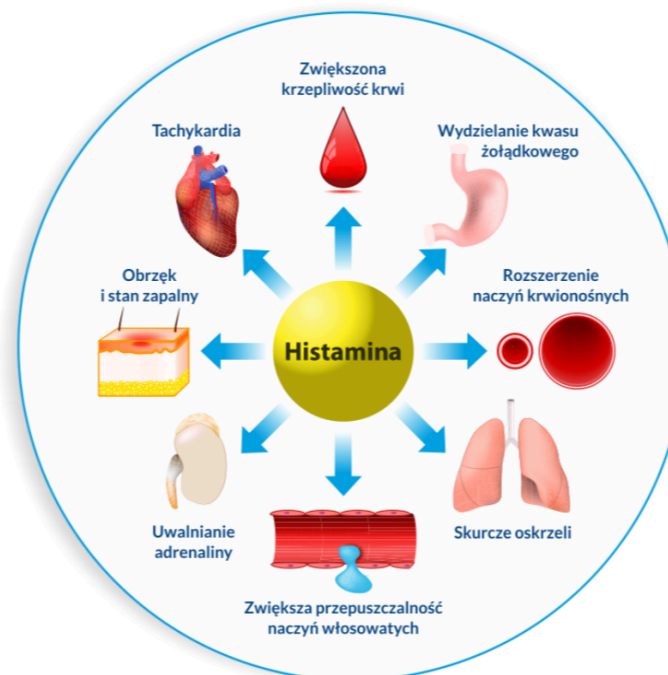 Zwiększona
krzepliwość krwi
Tachykardia
Wydzielanie kwasu
żołądkowego
Obrzęk
i stan zapalny
Rozszerzenie
naczyń krwionośnych
Histamina
Uwalnianie
adrenaliny
Skurcze oskrzeli
Zwiększa przepuszczalność
naczyń włosowatych